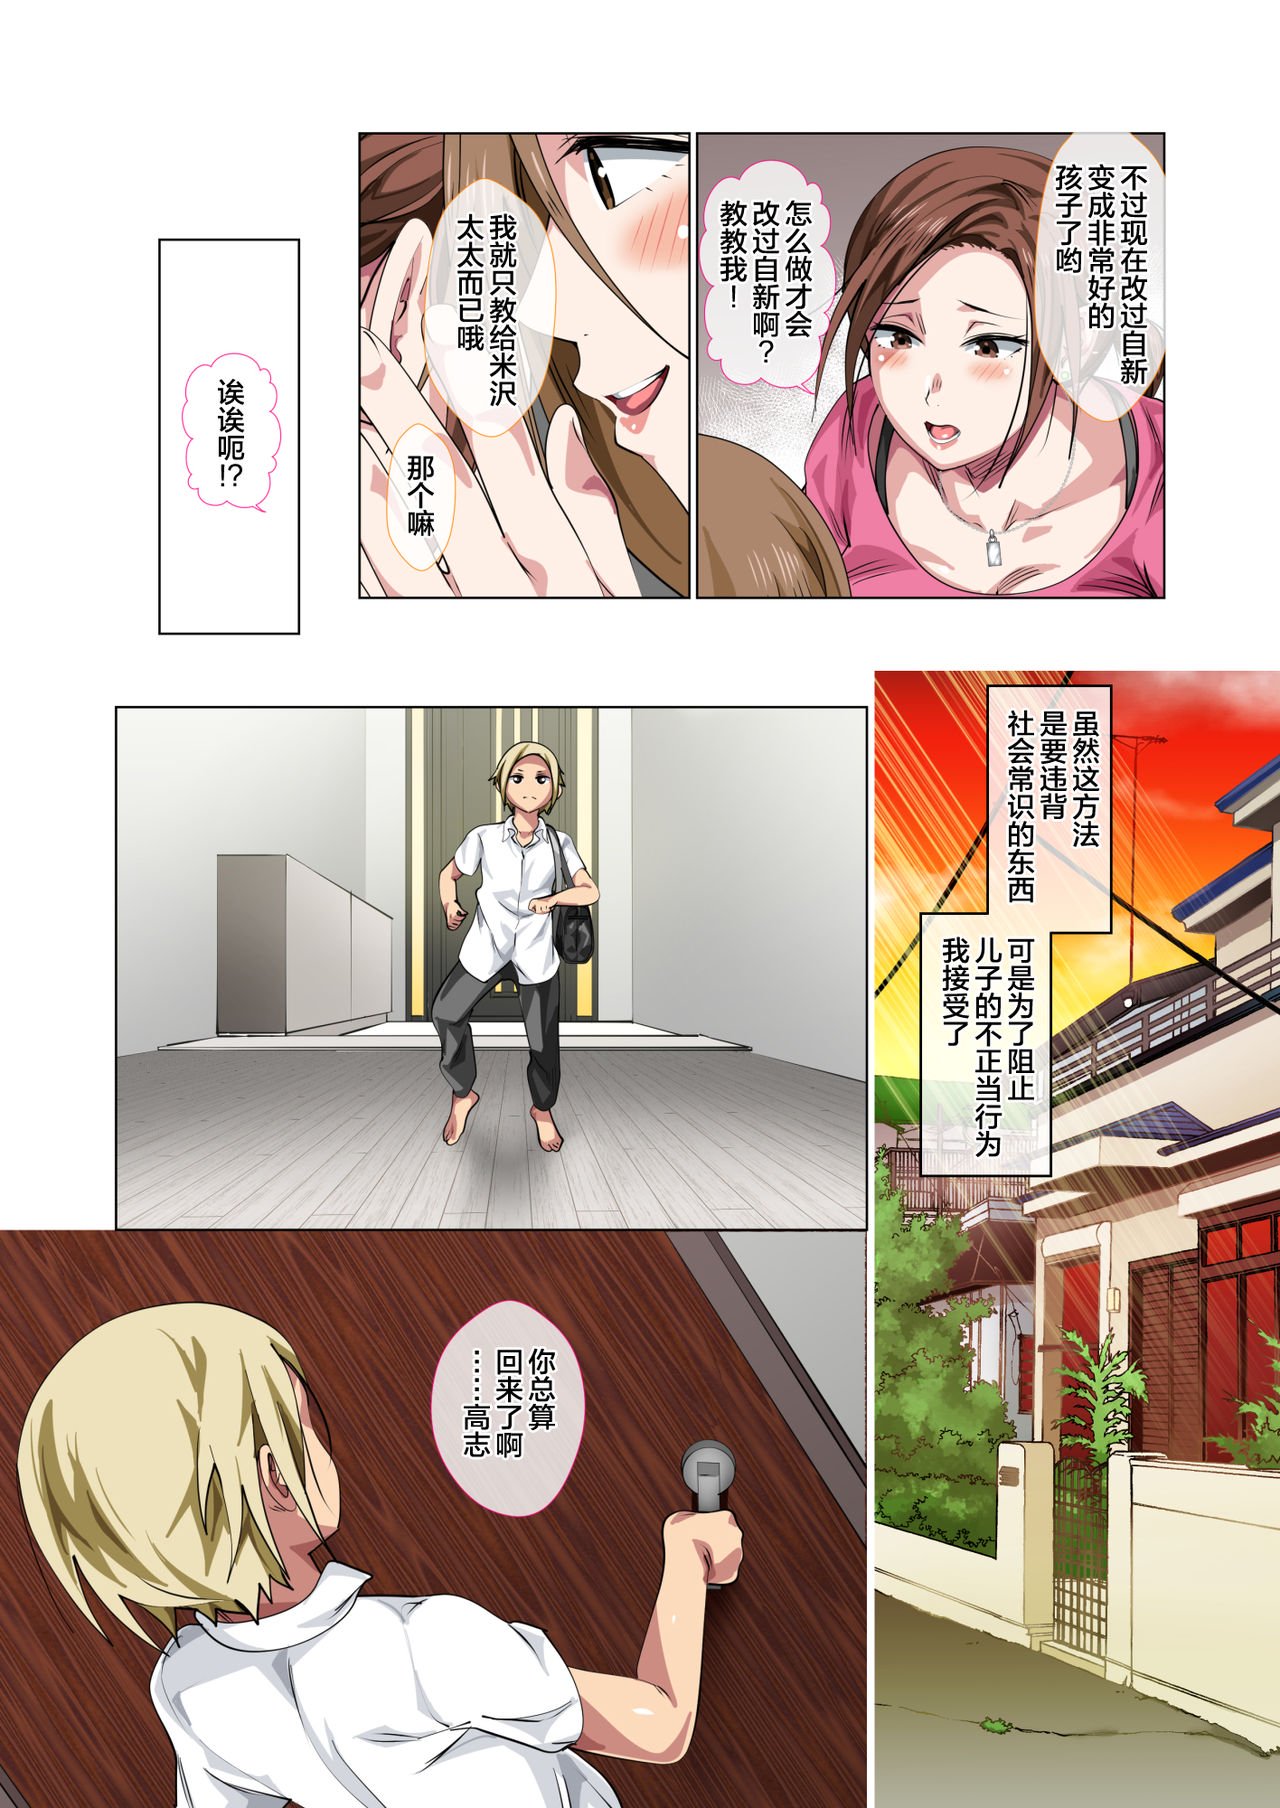 不过现在改过自新
变成非常好的
孩子了哟
怎么做才会
改过自新啊?
教教我!
我就只教给米沢
太太而已哦
那个嘛
诶诶呃!?
虽然这方法
是要违背
社会常识的东西
可是为了阻止
儿子的不正当行为
我接受了
你总算
回来了啊
……高志